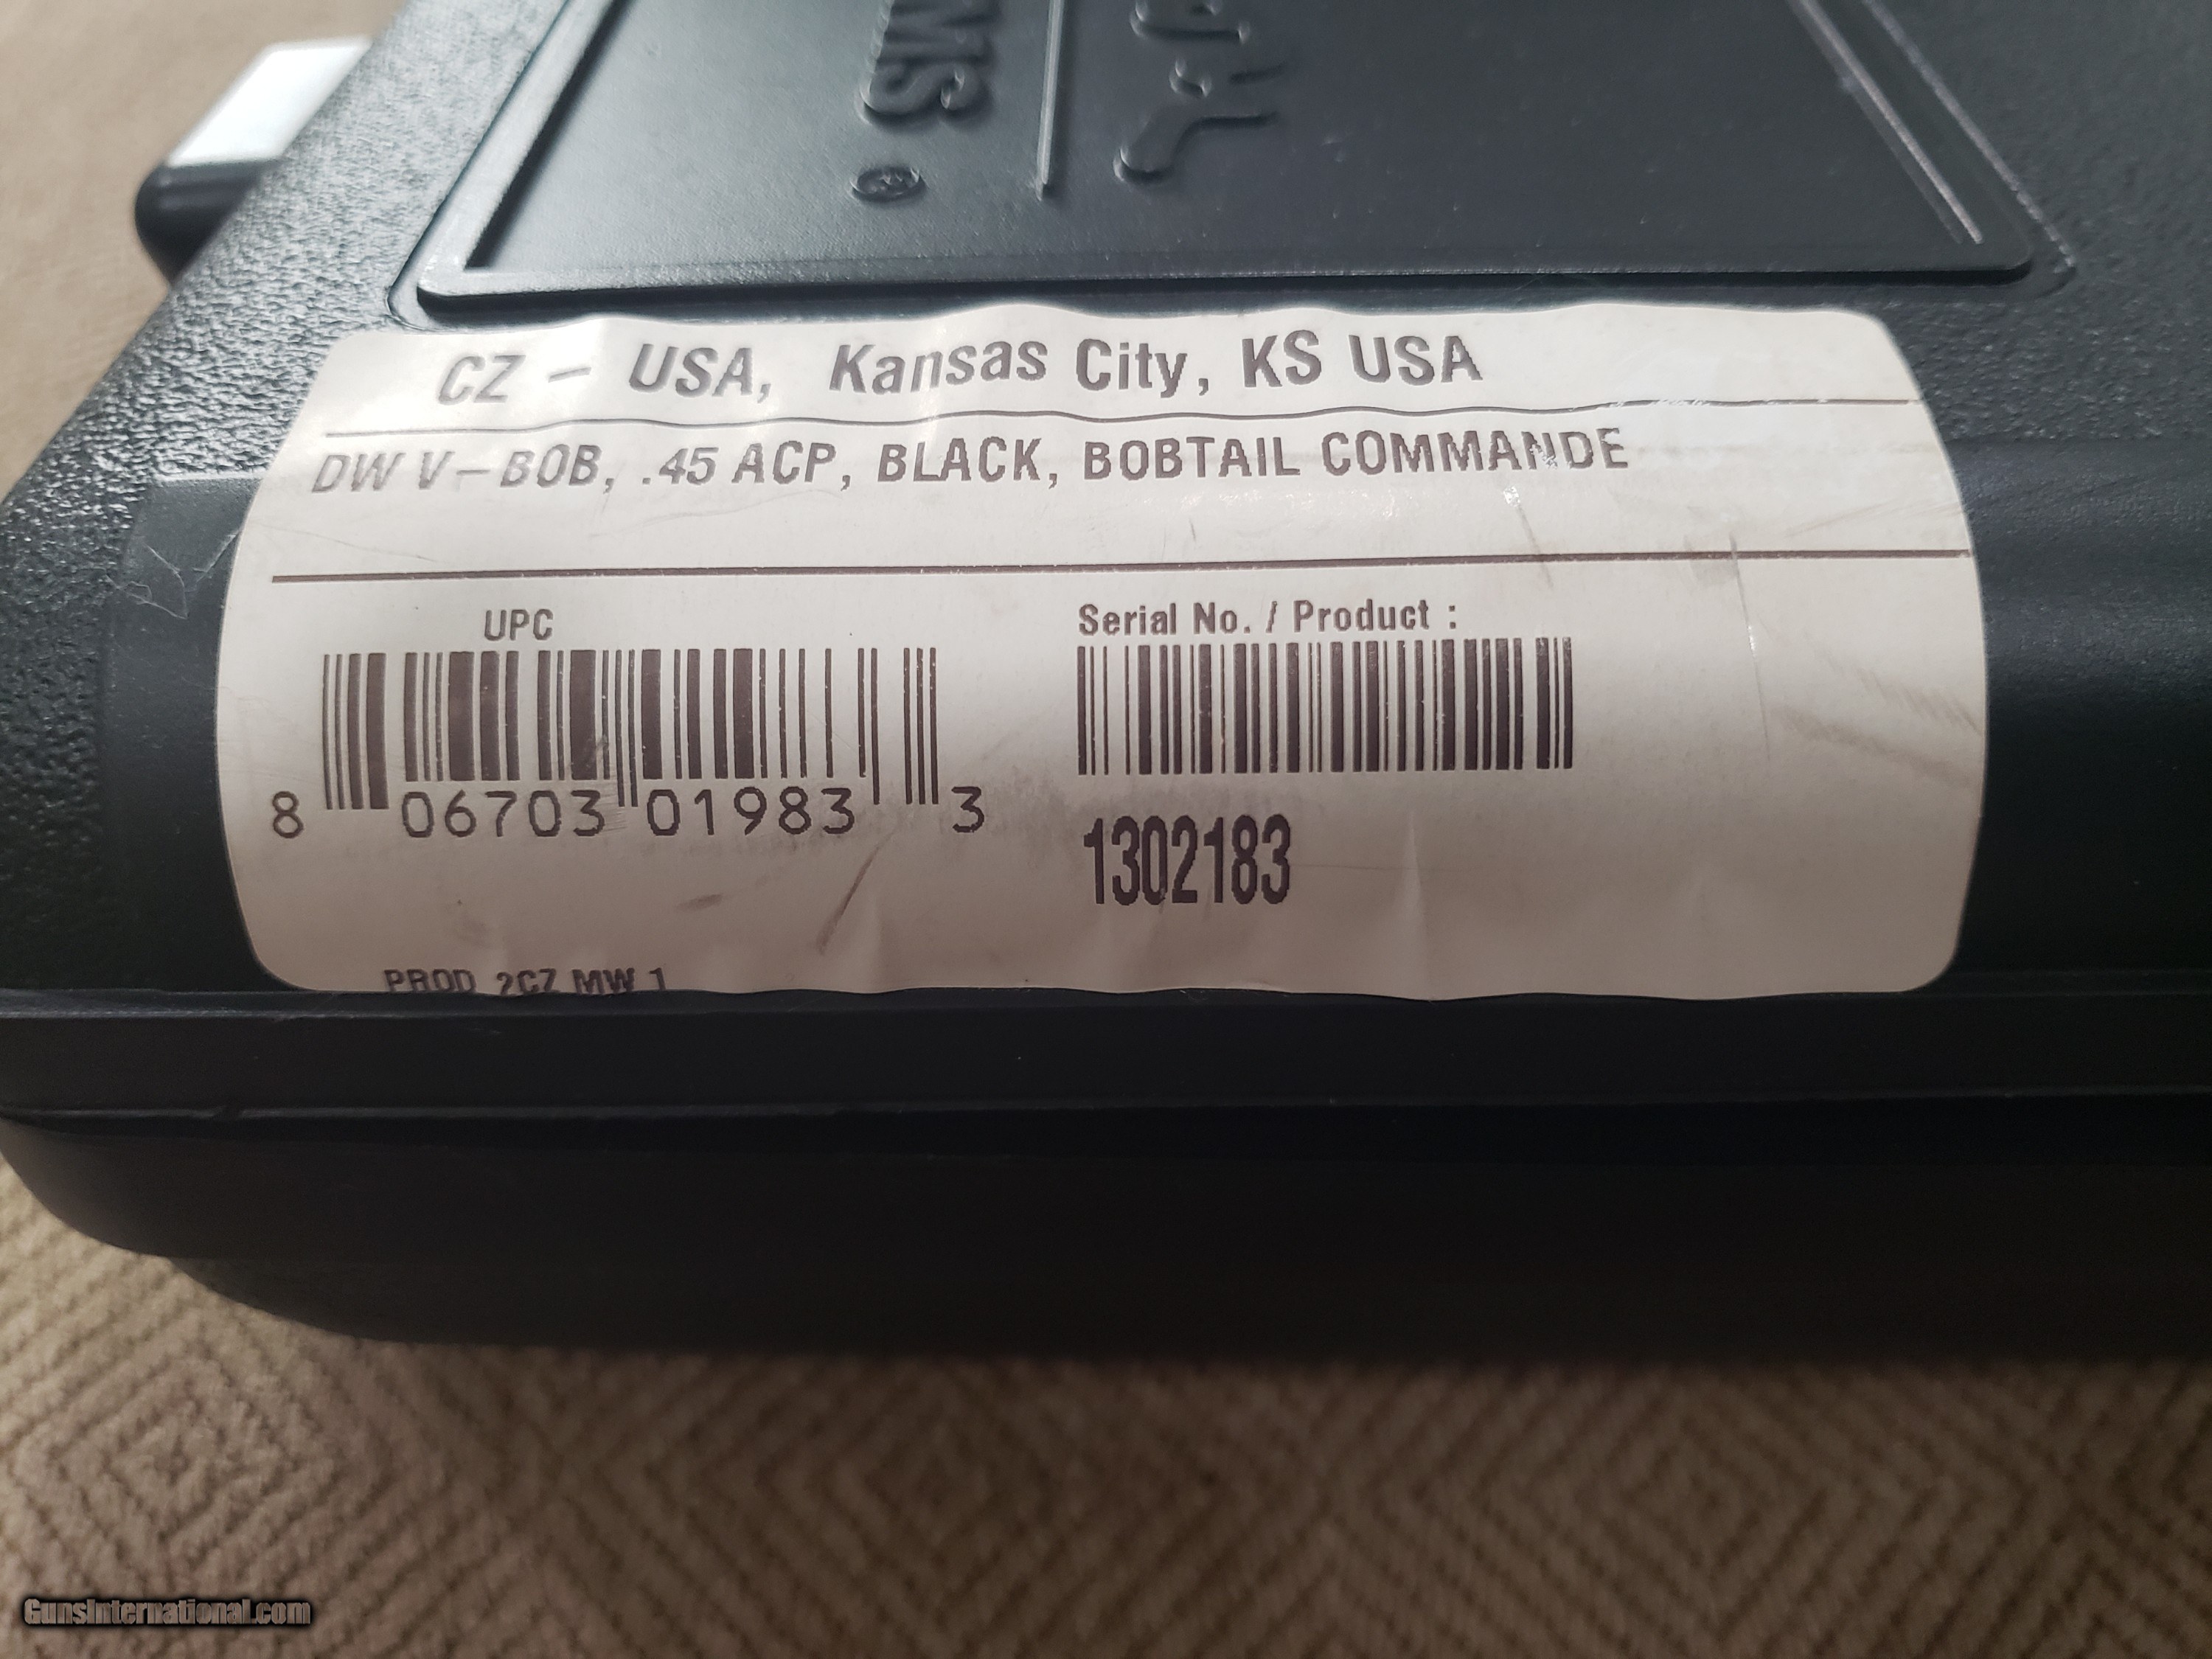 MS ®
CZ - USA, Kansas City, KS USA
DW V-BOB, .45 ACP, BLACK, BOBTAIL COMMANDE
UPC
8 06703 01983 3
Serial No. / Product :
1302183
PROD 2CZ MW 1
GunsInternational.com